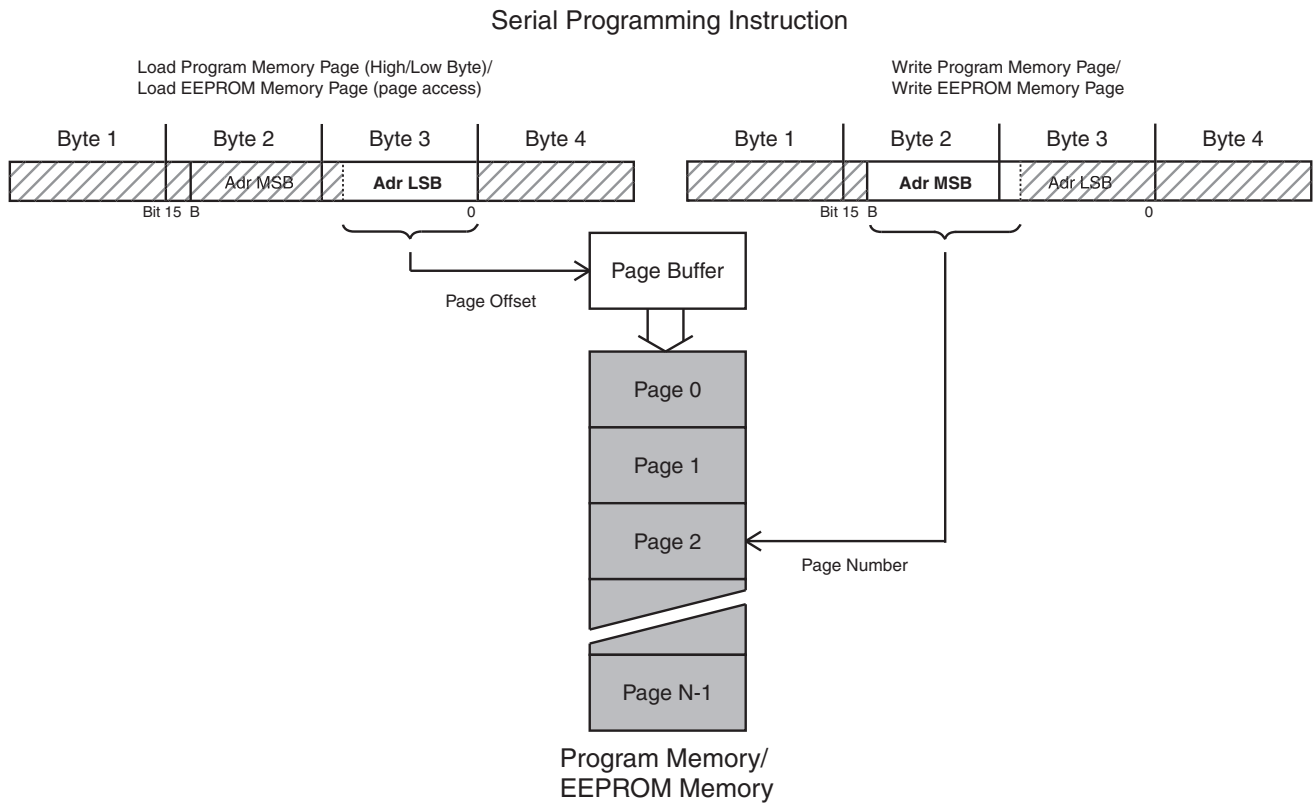 Serial Programming Instruction
Load Program Memory Page (High/Low Byte)/
Load EEPROM Memory Page (page access)
Write Program Memory Page/
Write EEPROM Memory Page
Byte 1 Byte 2 Byte 3 Byte 4
Byte 1 Byte 2 Byte 3 Byte 4
Adr MSB Adr LSB
Adr MSB Adr LSB
Bit 15 B 0
Bit 15 B 0
Page Buffer
Page Offset
Page 0
Page 1
Page 2
Page Number
Page N-1
Program Memory/
EEPROM Memory